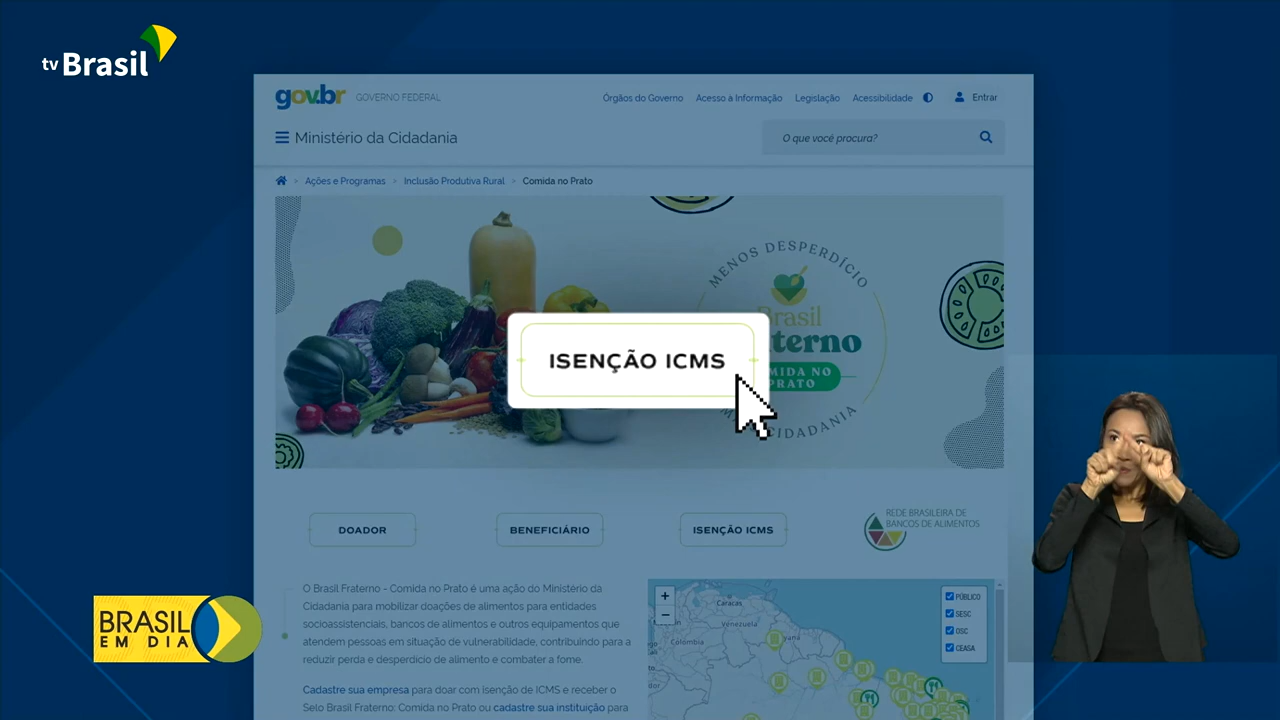 tv Brasil
gov.br GOVERNO FEDERAL
Órgãos do Governo Acesso à Informação Legislação Acessibilidade Entrar
Ministério da Cidadania
O que você procura?
> Ações e Programas > Inclusão Produtiva Rural > Comida no Prato
MENOS DESPERDÍCIO
Brasil
COMIDA NO
PRATO
CIDADANIA
ISENÇÃO ICMS
DOADOR
BENEFICIÁRIO
ISENÇÃO ICMS
REDE BRASILEIRA DE
BANCOS DE ALIMENTOS
O Brasil Fraterno - Comida no Prato é uma ação do Ministério da
Cidadania para mobilizar doações de alimentos para entidades
socioassistenciais, bancos de alimentos e outros equipamentos que
atendem pessoas em situação de vulnerabilidade, contribuindo para a
reduzir perda e desperdício de alimento e combater a fome.
Cadastre sua empresa para doar com isenção de ICMS e receber o
Selo Brasil Fraterno: Comida no Prato ou cadastre sua instituição para
+
−
Caracas
Venezuela
Colombia
PÚBLICO
SESC
OSC
CEASA
BRASIL
EM DIA